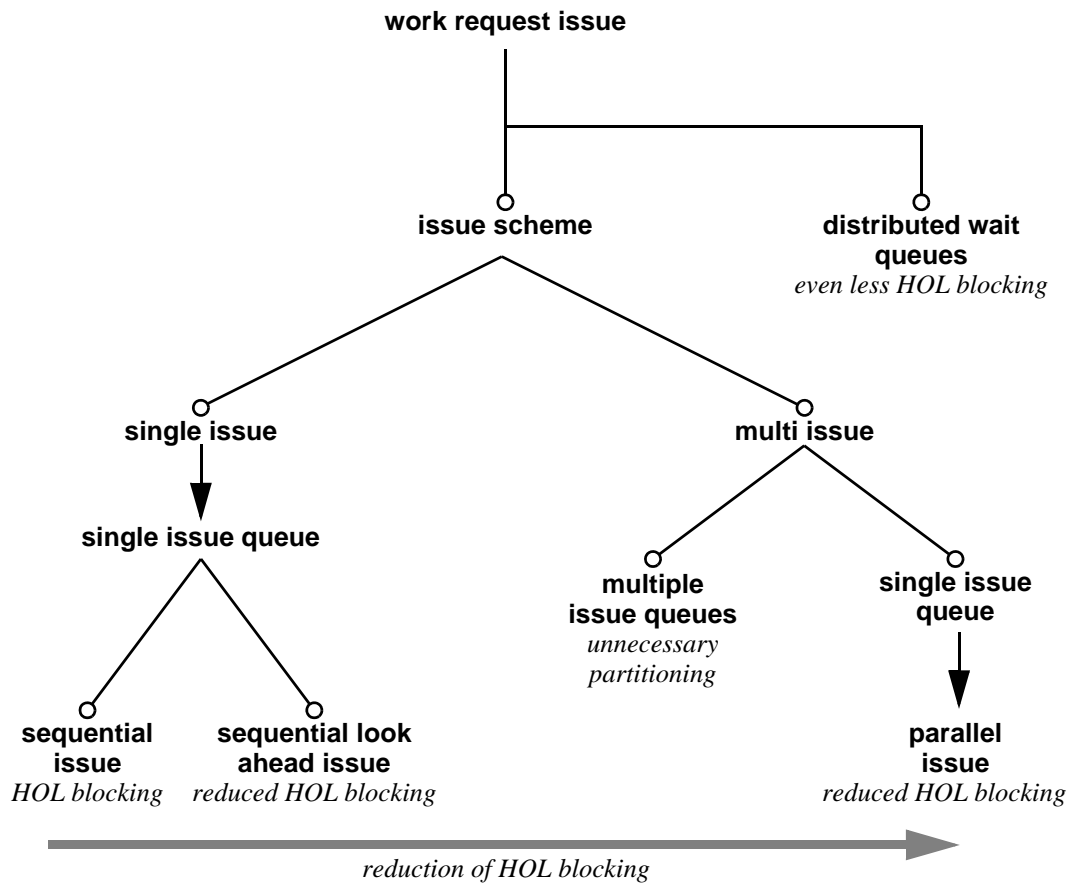 work request issue
issue scheme
distributed wait
queues
even less HOL blocking
single issue
multi issue
single issue queue
multiple
issue queues
unnecessary
partitioning
single issue
queue
sequential
issue
HOL blocking
sequential look
ahead issue
reduced HOL blocking
parallel
issue
reduced HOL blocking
reduction of HOL blocking